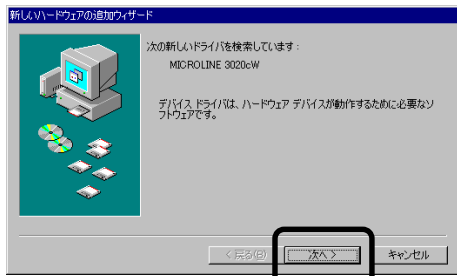 新しいハードウェアの追加ウィザード
次の新しいドライバを検索しています :
MICROLINE 3020cW
デバイス ドライバは、ハードウェア デバイスが動作するために必要なソ
フトウェアです。
< 戻る(B)
次へ >
キャンセル